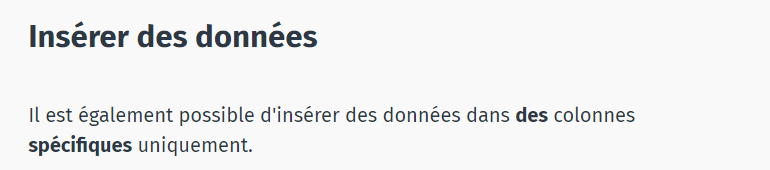 Insérer des données
Il est également possible d'insérer des données dans des colonnes
spécifiques uniquement.